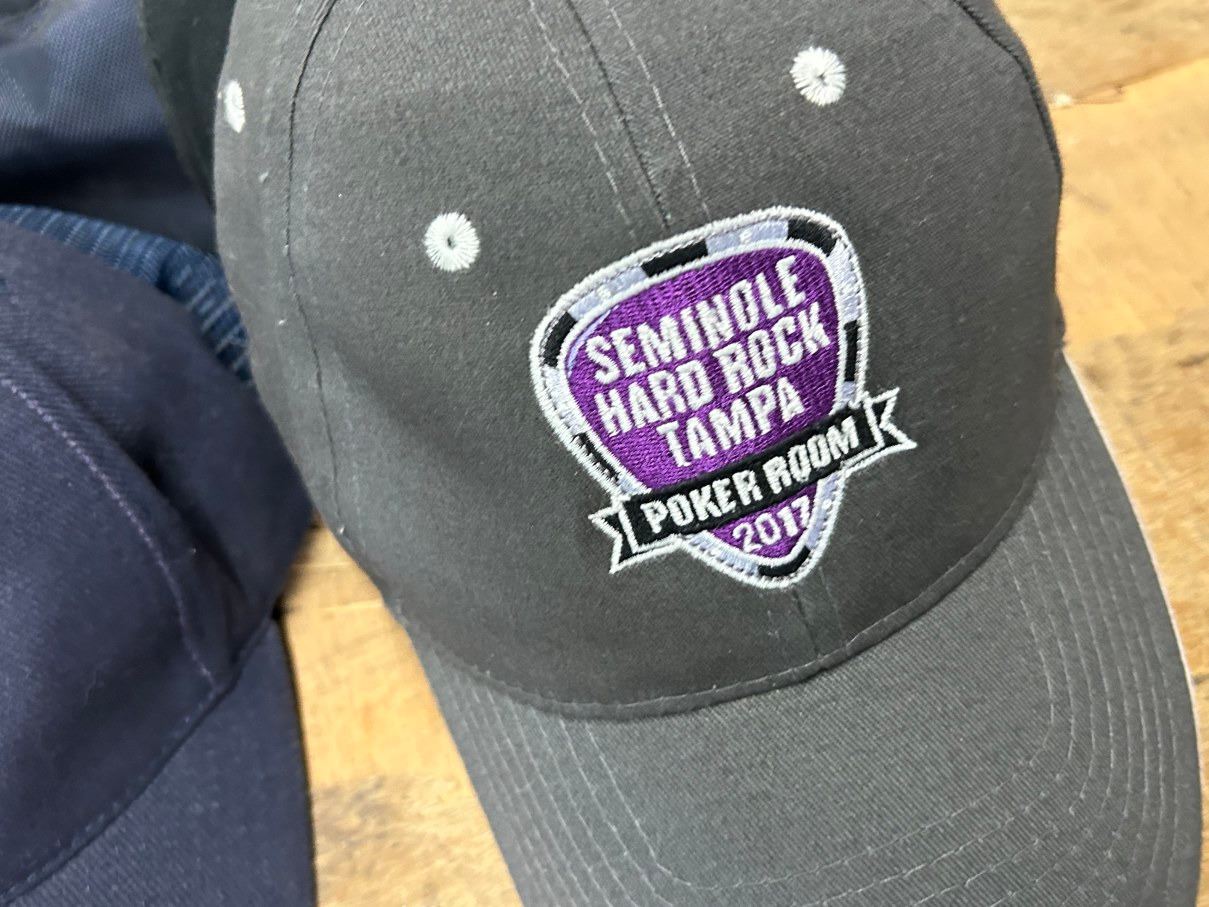 SEMINOLE
HARD ROCK
TAMPA
POKER ROOM
2017